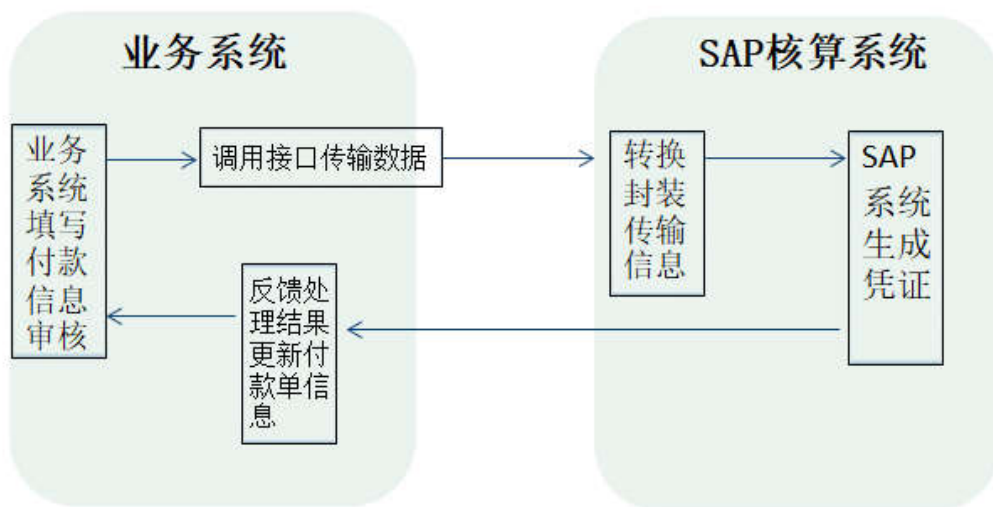 业务系统
SAP核算系统
业务
系统
填写
付款
信息
审核
调用接口传输数据
转换
封装
传输
信息
SAP
系统
生成
凭证
反馈处
理结果
更新付
款单信
息